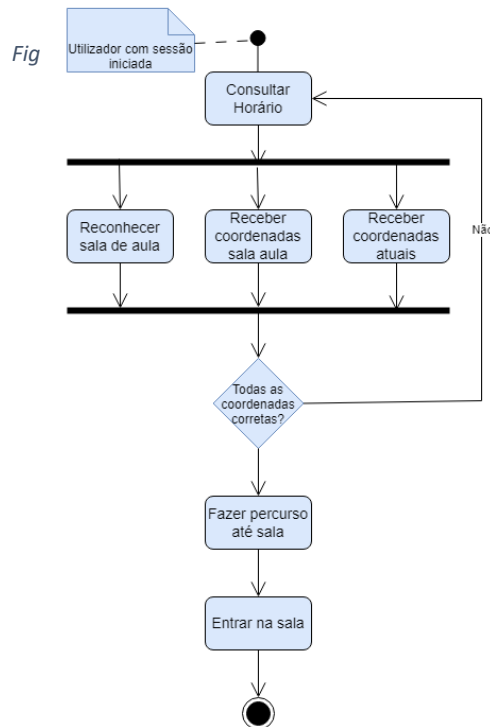 Fig
Utilizador com sessão
iniciada
Consultar
Horário
Reconhecer
sala de aula
Receber
coordenadas
sala aula
Receber
coordenadas
atuais
Não
Todas as
coordenadas
corretas?
Fazer percurso
até sala
Entrar na sala